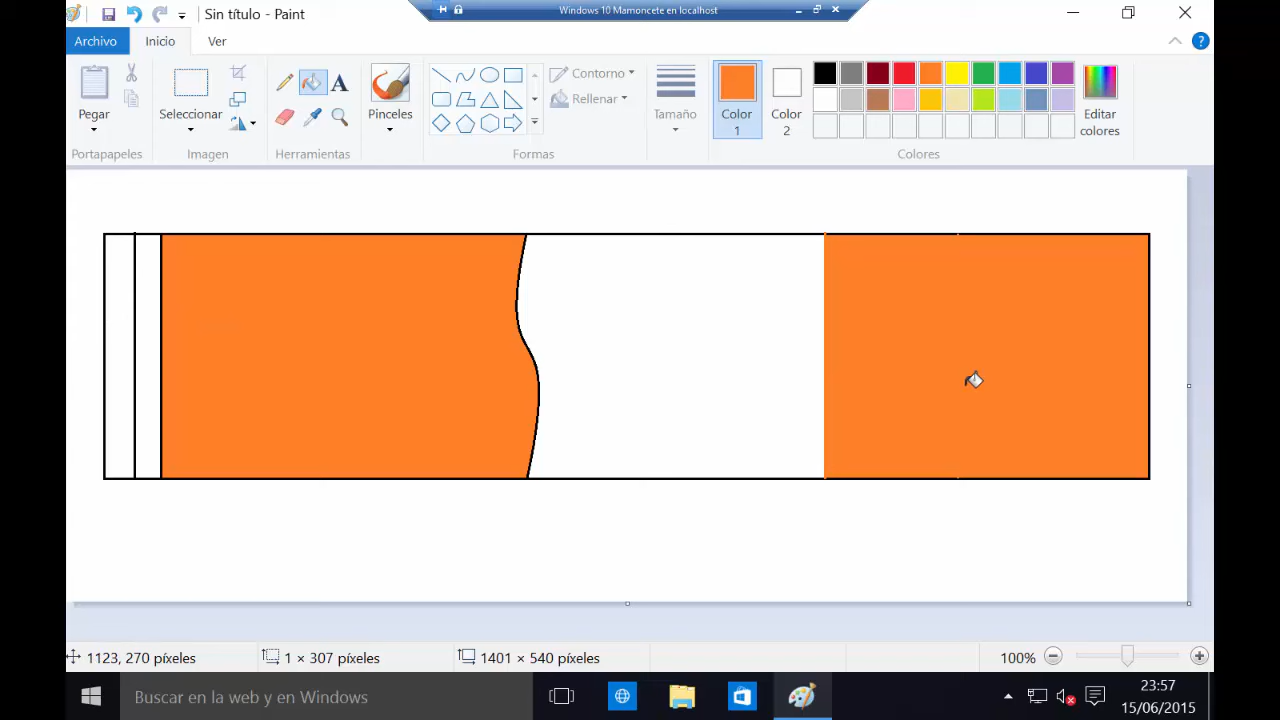 Windows 10 Mamoncete en localhost
Sin título - Paint
Archivo Inicio Ver
Pegar
Seleccionar
A
Pinceles
Contorno
Rellenar
Tamaño
Color 1
Color 2
Editar colores
Portapapeles Imagen Herramientas Formas Colores
1123, 270 píxeles 1 × 307 píxeles 1401 × 540 píxeles 100%
Buscar en la web y en Windows
23:57
15/06/2015